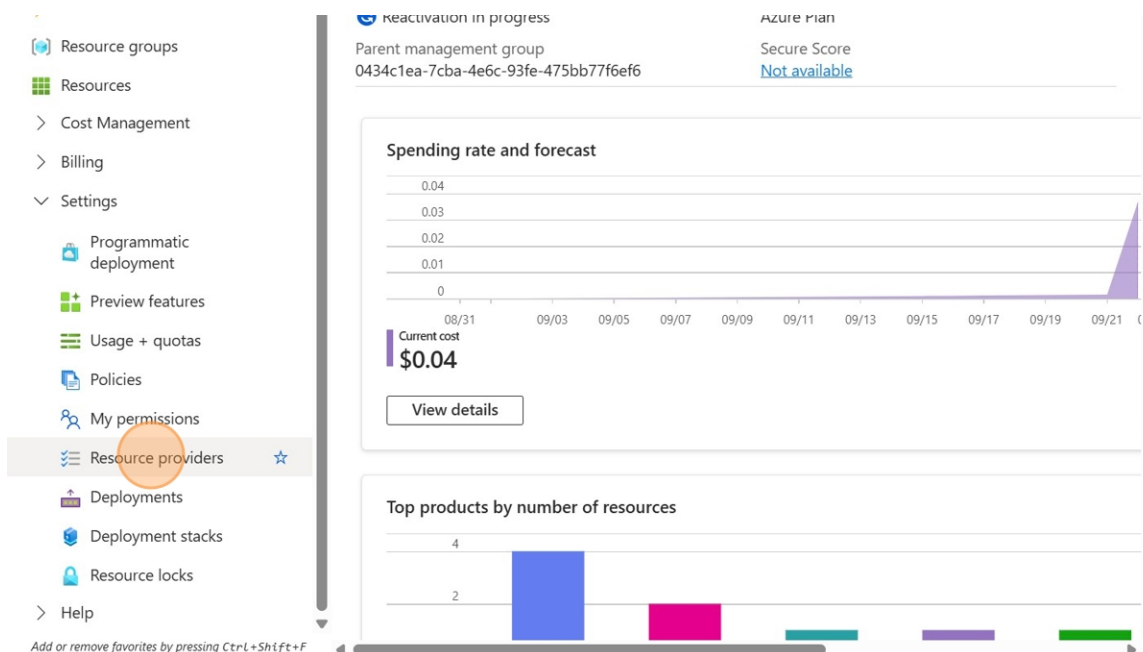 Resource groups
Resources
Cost Management
Billing
Settings
Programmatic
deployment
Preview features
Usage + quotas
Policies
My permissions
Resource providers
Deployments
Deployment stacks
Resource locks
Help
Add or remove favorites by pressing Ctrl+Shift+F
Reactivation in progress
Azure Plan
Parent management group
0434c1ea-7cba-4e6c-93fe-475bb77f6ef6
Secure Score
Not available
Spending rate and forecast
0.04
0.03
0.02
0.01
0
08/31 09/03 09/05 09/07 09/09 09/11 09/13 09/15 09/17 09/19 09/21
Current cost
$0.04
View details
Top products by number of resources
4
2